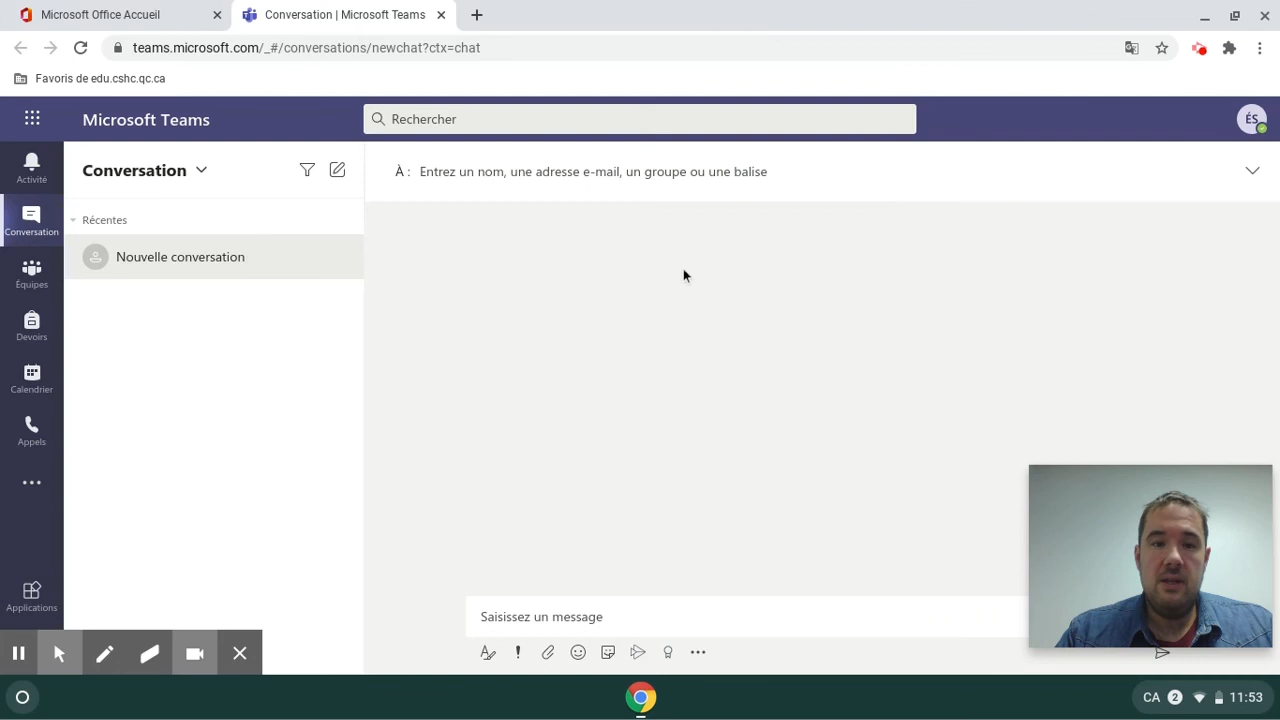 Microsoft Office Accueil
Conversation | Microsoft Teams
teams.microsoft.com/_#/conversations/newchat?ctx=chat
Favoris de edu.cshc.qc.ca
Microsoft Teams
Rechercher
ÉS
Activité
Conversation
Équipes
Devoirs
Calendrier
Appels
Applications
Conversation
Récentes
Nouvelle conversation
À : Entrez un nom, une adresse e-mail, un groupe ou une balise
Saisissez un message
CA 2 11:53